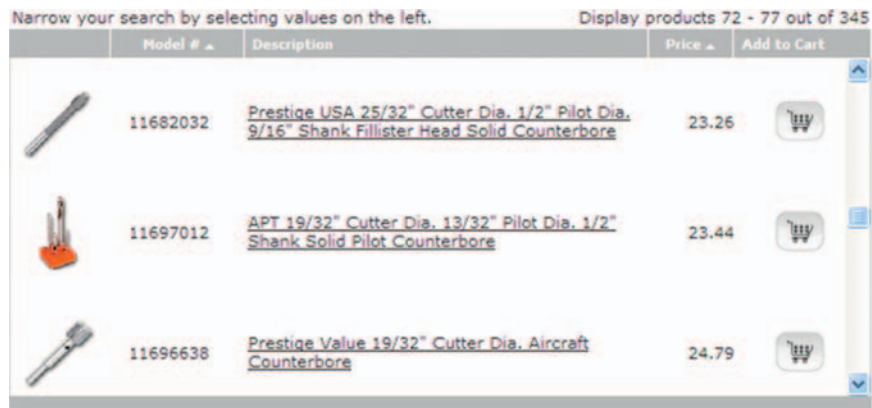 Narrow your search by selecting values on the left. Display products 72 - 77 out of 345
Model # Description Price Add to Cart
11682032 Prestige USA 25/32" Cutter Dia. 1/2" Pilot Dia. 23.26
9/16" Shank Fillister Head Solid Counterbore
11697012 APT 19/32" Cutter Dia. 13/32" Pilot Dia. 1/2" 23.44
Shank Solid Pilot Counterbore
11696638 Prestige Value 19/32" Cutter Dia. Aircraft 24.79
Counterbore